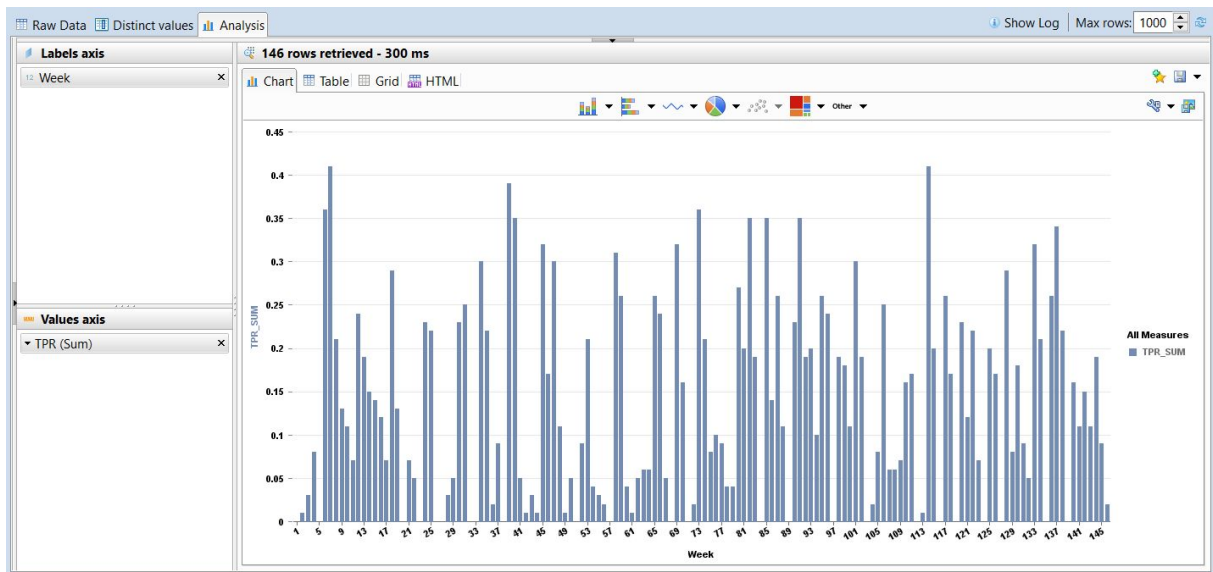 Raw Data Distinct values Analysis Show Log Max rows: 1000
Labels axis
12 Week ×
146 rows retrieved - 300 ms
Chart Table Grid HTML
Other
0.45
0.4
0.35
0.3
0.25
0.2
0.15
0.1
0.05
0
TPR_SUM
1 5 9 13 17 21 25 29 33 37 41 45 49 53 57 61 65 69 73 77 81 85 89 93 97 101 105 109 113 117 121 125 129 133 137 141 145
Week
All Measures
TPR_SUM
Values axis
TPR (Sum) ×